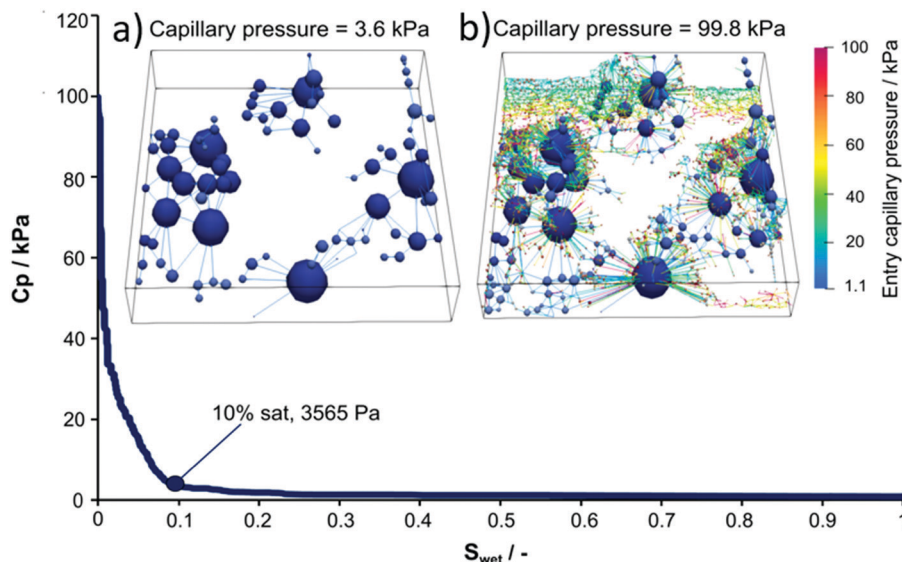 a) Capillary pressure = 3.6 kPa
b) Capillary pressure = 99.8 kPa
120
100
80
60
40
20
0
Cp / kPa
10% sat, 3565 Pa
0 0.1 0.2 0.3 0.4 0.5 0.6 0.7 0.8 0.9 1
S_wet / -
100
80
60
40
20
1.1
Entry capillary pressure / kPa